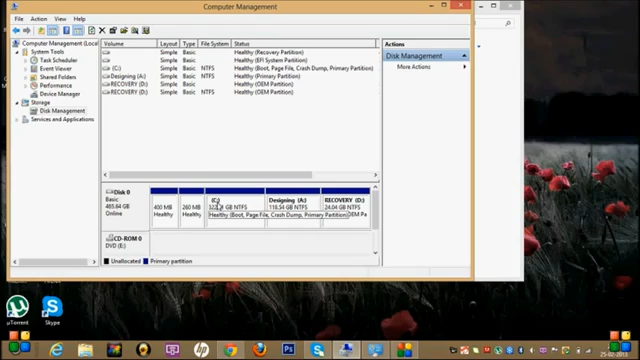 Computer Management
File Action View Help
Computer Management (Local
System Tools
Task Scheduler
Event Viewer
Shared Folders
Performance
Device Manager
Storage
Disk Management
Services and Applications
Volume Layout Type File System Status
Simple Basic Healthy (Recovery Partition)
Simple Basic Healthy (EFI System Partition)
(C:) Simple Basic NTFS Healthy (Boot, Page File, Crash Dump, Primary Partition)
Designing (A:) Simple Basic NTFS Healthy (Primary Partition)
RECOVERY (D:) Simple Basic NTFS Healthy (OEM Partition)
RECOVERY (D:) Simple Basic NTFS Healthy (OEM Partition)
Actions
Disk Management
More Actions
Disk 0
Basic
465.64 GB
Online
400 MB
Healthy
260 MB
Healthy
(C:)
GB NTFS
Designing (A:)
118.54 GB NTFS
RECOVERY (D:)
24.04 GB NTFS
Healthy (Boot, Page File, Crash Dump, Primary Partition)
OEM Pa
CD-ROM 0
DVD (E:)
Unallocated Primary partition
µTorrent
Skype